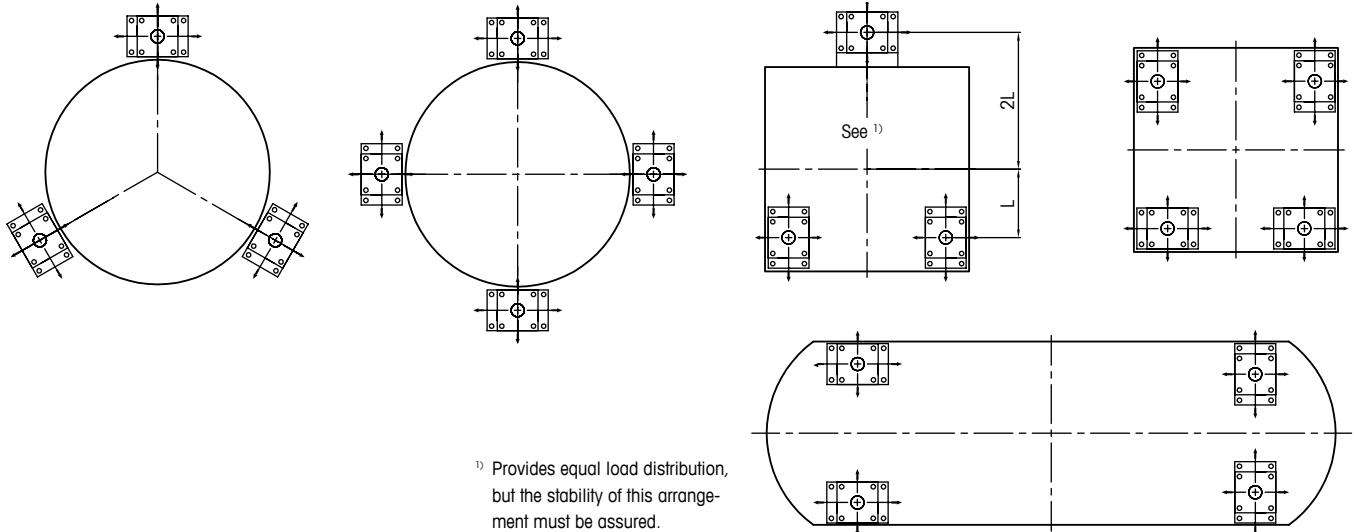 See 1)
2L
L
1) Provides equal load distribution,
but the stability of this arrange-
ment must be assured.